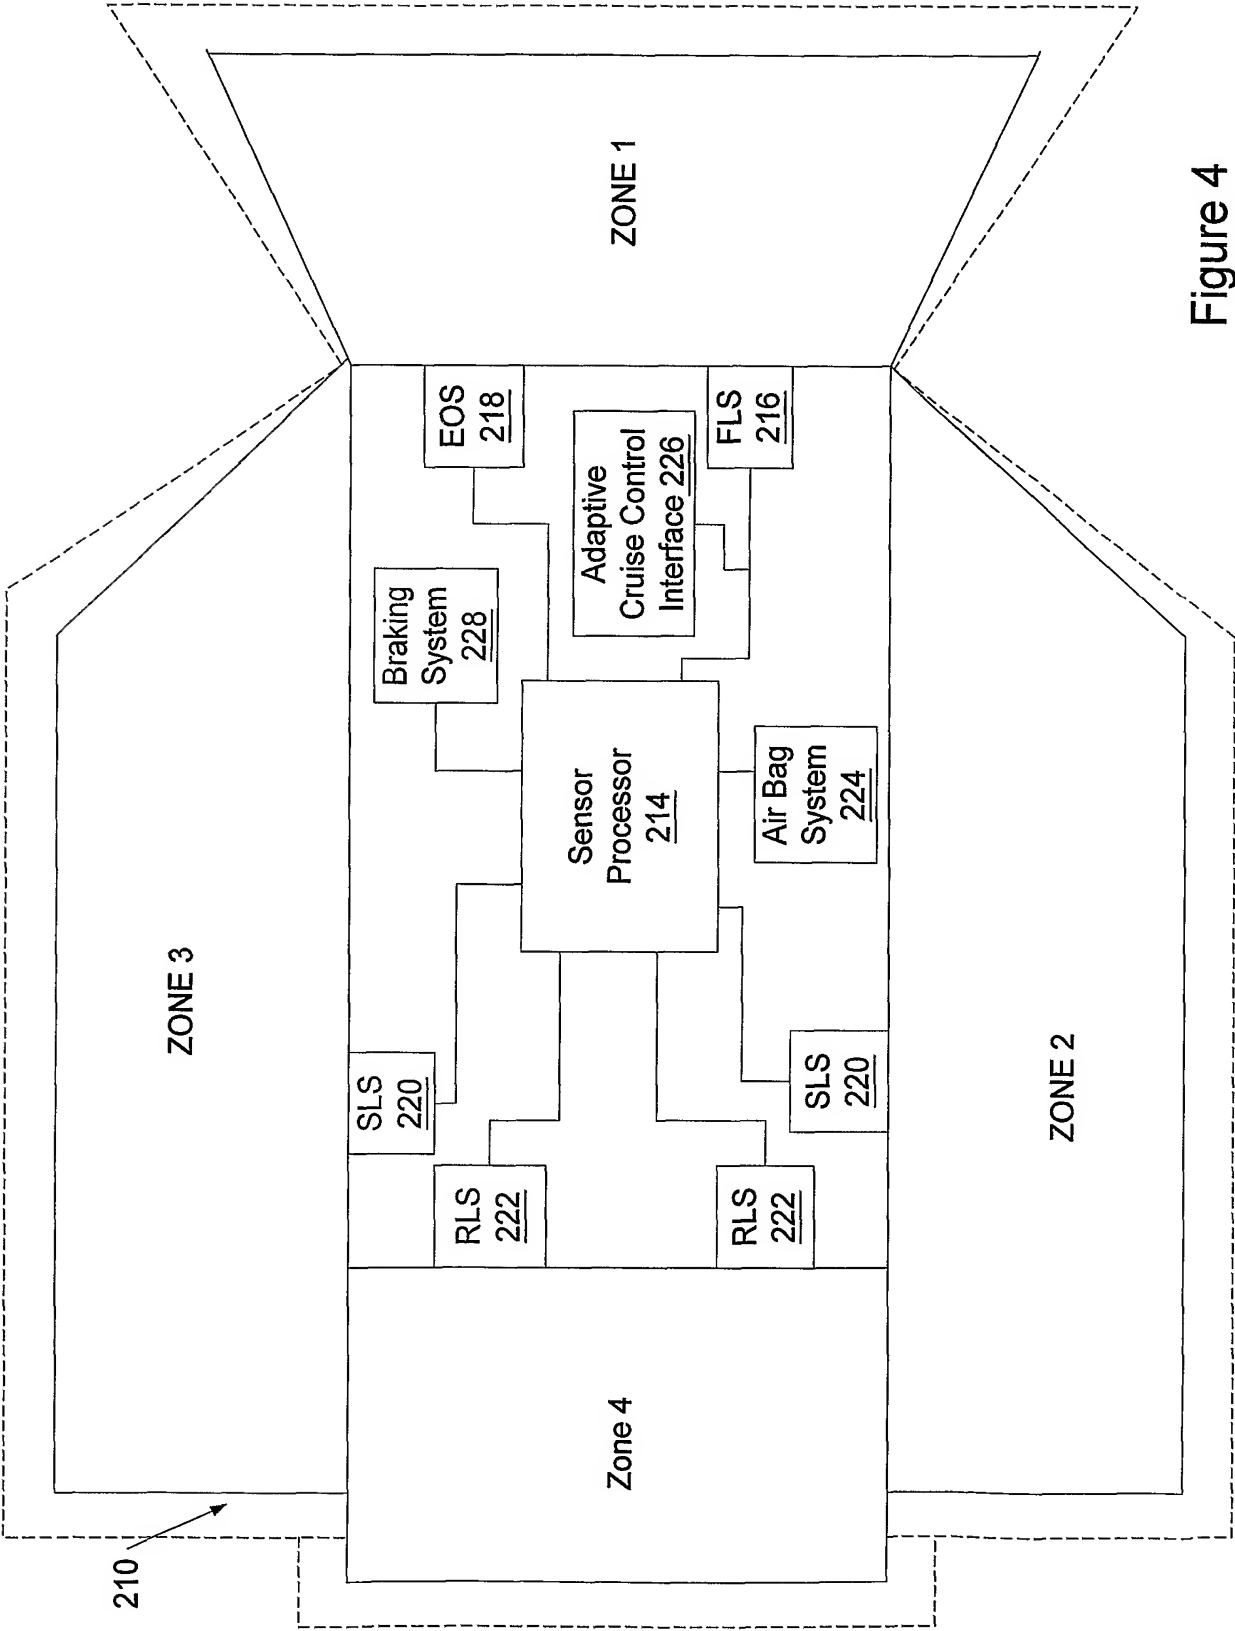 ZONE 3
ZONE 1
ZONE 2
Zone 4
EOS
218
Braking
System
228
Adaptive
Cruise Control
Interface 226
FLS
216
Sensor
Processor
214
Air Bag
System
224
SLS
220
SLS
220
RLS
222
RLS
222
210
Figure 4